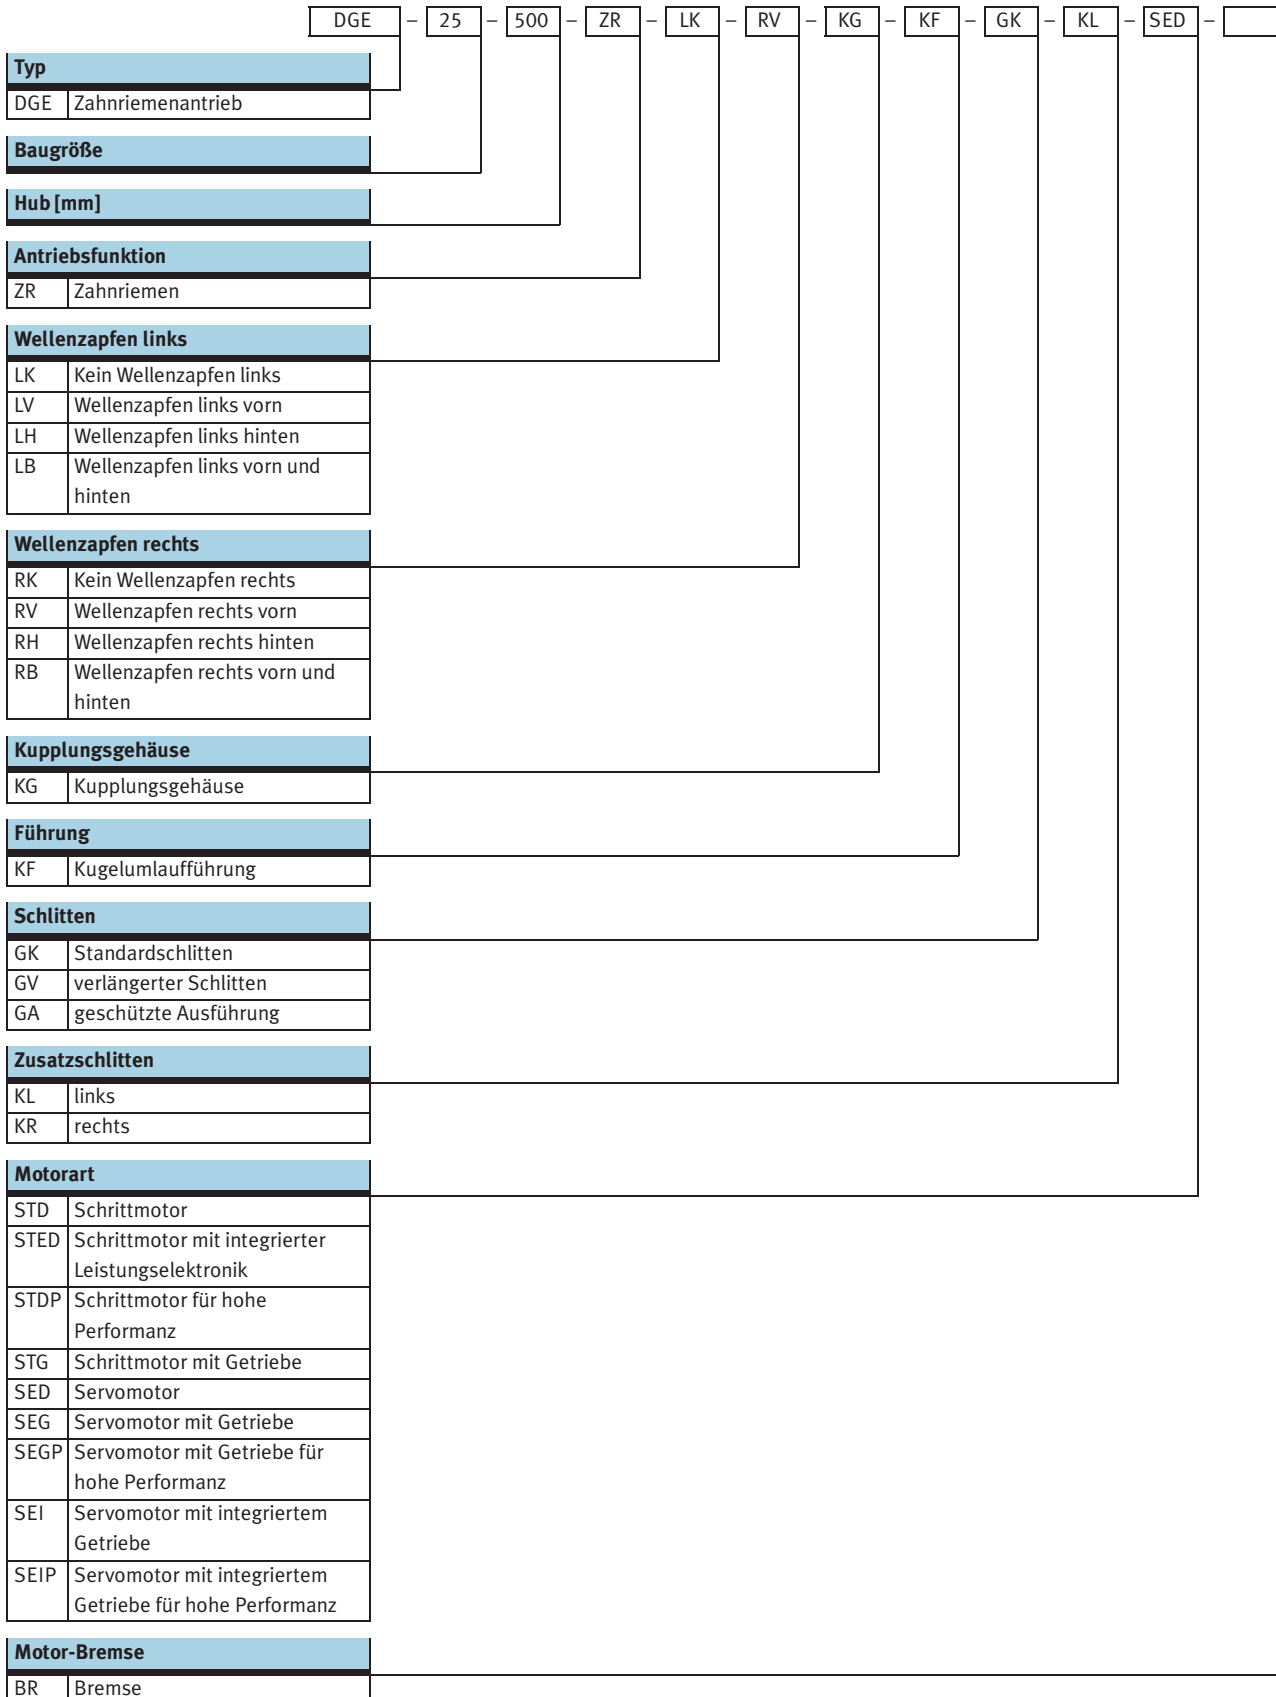 DGE – 25 – 500 – ZR – LK – RV – KG – KF – GK – KL – SED –
Typ
DGE Zahnriemenantrieb
Baugröße
Hub [mm]
Antriebsfunktion
ZR Zahnriemen
Wellenzapfen links
LK Kein Wellenzapfen links
LV Wellenzapfen links vorn
LH Wellenzapfen links hinten
LB Wellenzapfen links vorn und
hinten
Wellenzapfen rechts
RK Kein Wellenzapfen rechts
RV Wellenzapfen rechts vorn
RH Wellenzapfen rechts hinten
RB Wellenzapfen rechts vorn und
hinten
Kupplungsgehäuse
KG Kupplungsgehäuse
Führung
KF Kugelumlaufführung
Schlitten
GK Standardschlitten
GV verlängerter Schlitten
GA geschützte Ausführung
Zusatzschlitten
KL links
KR rechts
Motorart
STD Schrittmotor
STED Schrittmotor mit integrierter
Leistungselektronik
STDP Schrittmotor für hohe
Performanz
STG Schrittmotor mit Getriebe
SED Servomotor
SEG Servomotor mit Getriebe
SEGP Servomotor mit Getriebe für
hohe Performanz
SEI Servomotor mit integriertem
Getriebe
SEIP Servomotor mit integriertem
Getriebe für hohe Performanz
Motor-Bremse
BR Bremse